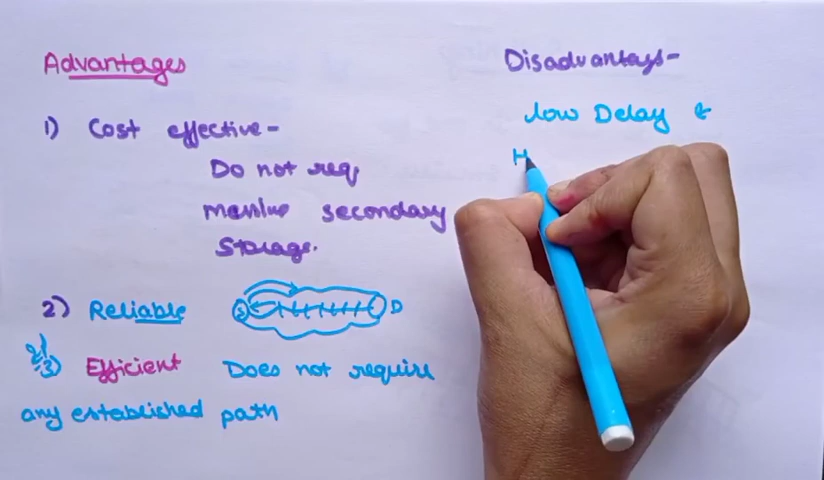 Advantages
1) Cost effective-
Do not req
massive secondary
Storage.
2) Reliable
S D
3) Efficient Does not require
any established path
Disadvantages-
low Delay &
H